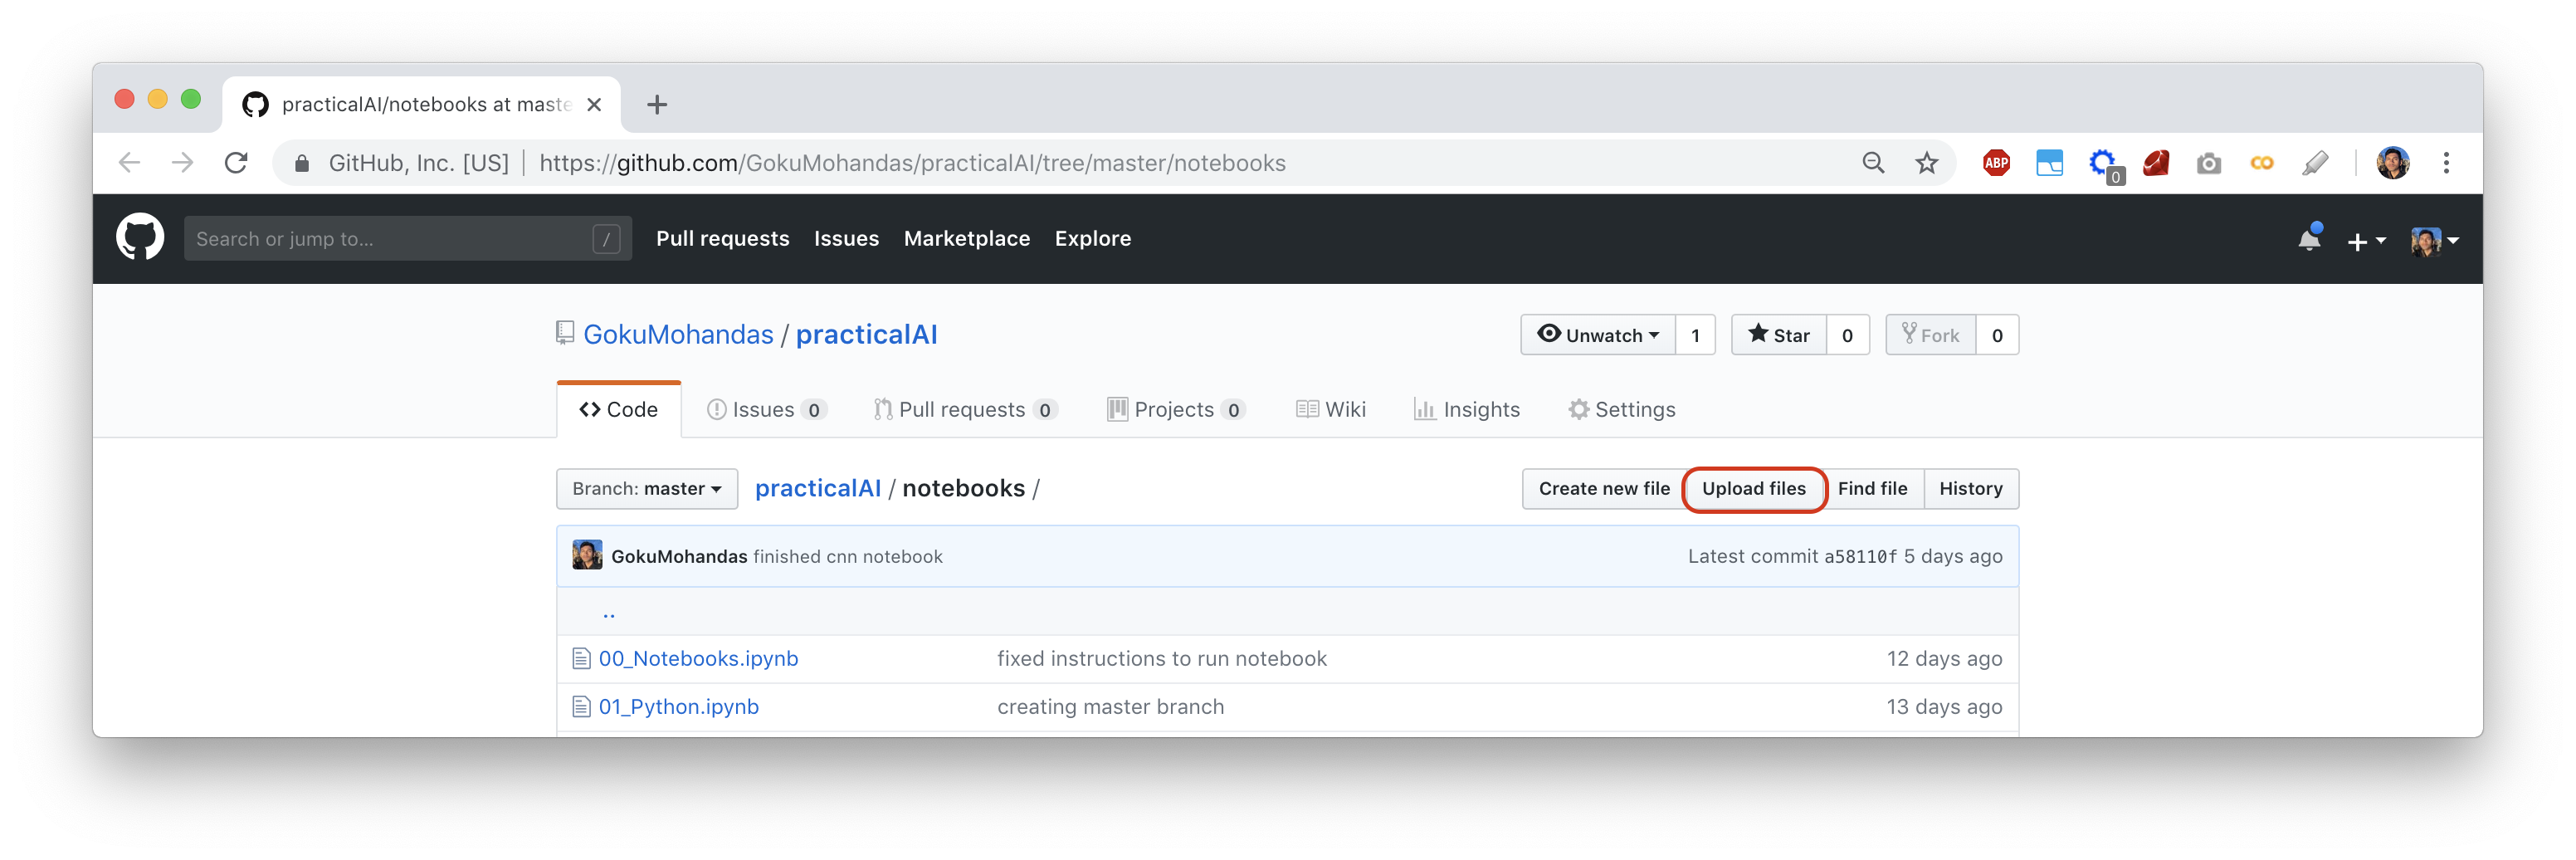 practicalAI/notebooks at maste
GitHub, Inc. [US] https://github.com/GokuMohandas/practicalAI/tree/master/notebooks
ABP
0
CO
Search or jump to...
/
Pull requests Issues Marketplace Explore
GokuMohandas / practicalAI
Unwatch 1 Star 0 Fork 0
Code Issues 0 Pull requests 0 Projects 0 Wiki Insights Settings
Branch: master practicalAI / notebooks /
Create new file Upload files Find file History
GokuMohandas finished cnn notebook Latest commit a58110f 5 days ago
..
00_Notebooks.ipynb fixed instructions to run notebook 12 days ago
01_Python.ipynb creating master branch 13 days ago